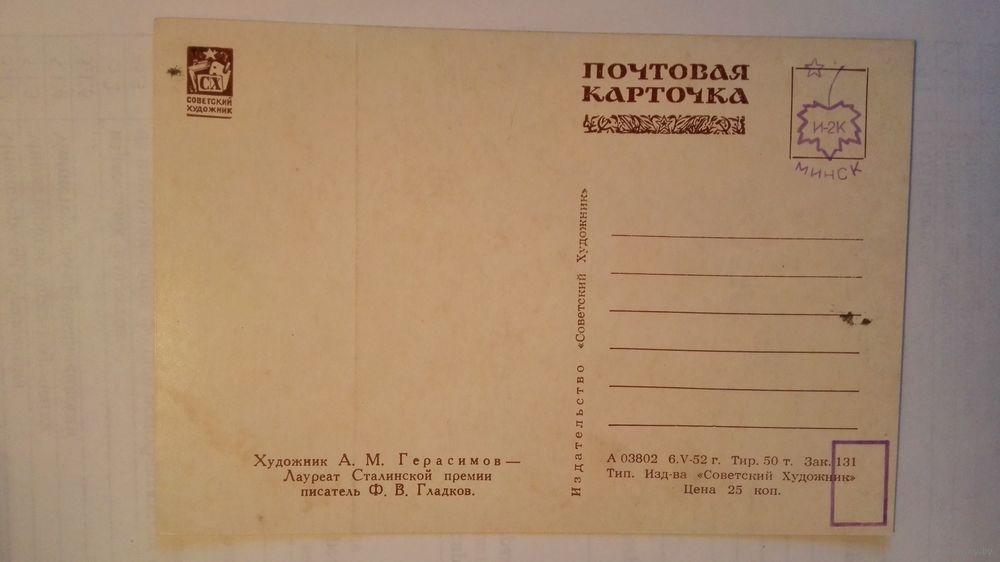 СХ
СОВЕТСКИЙ
ХУДОЖНИК
ПОЧТОВАЯ
КАРТОЧКА
И-2К
МИНСК
Издательство «Советский Художник»
Художник А. М. Герасимов —
Лауреат Сталинской премии
писатель Ф. В. Гладков.
А 03802 6.V-52 г. Тир. 50 т. Зак. 131
Тип. Изд-ва «Советский Художник»
Цена 25 коп.